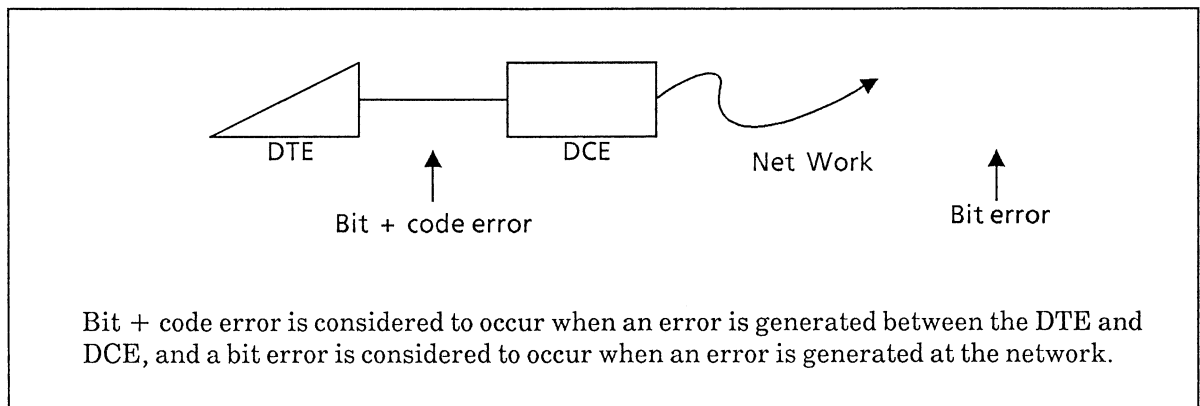 DTE
DCE
Net Work
Bit + code error
Bit error
Bit + code error is considered to occur when an error is generated between the DTE and
DCE, and a bit error is considered to occur when an error is generated at the network.